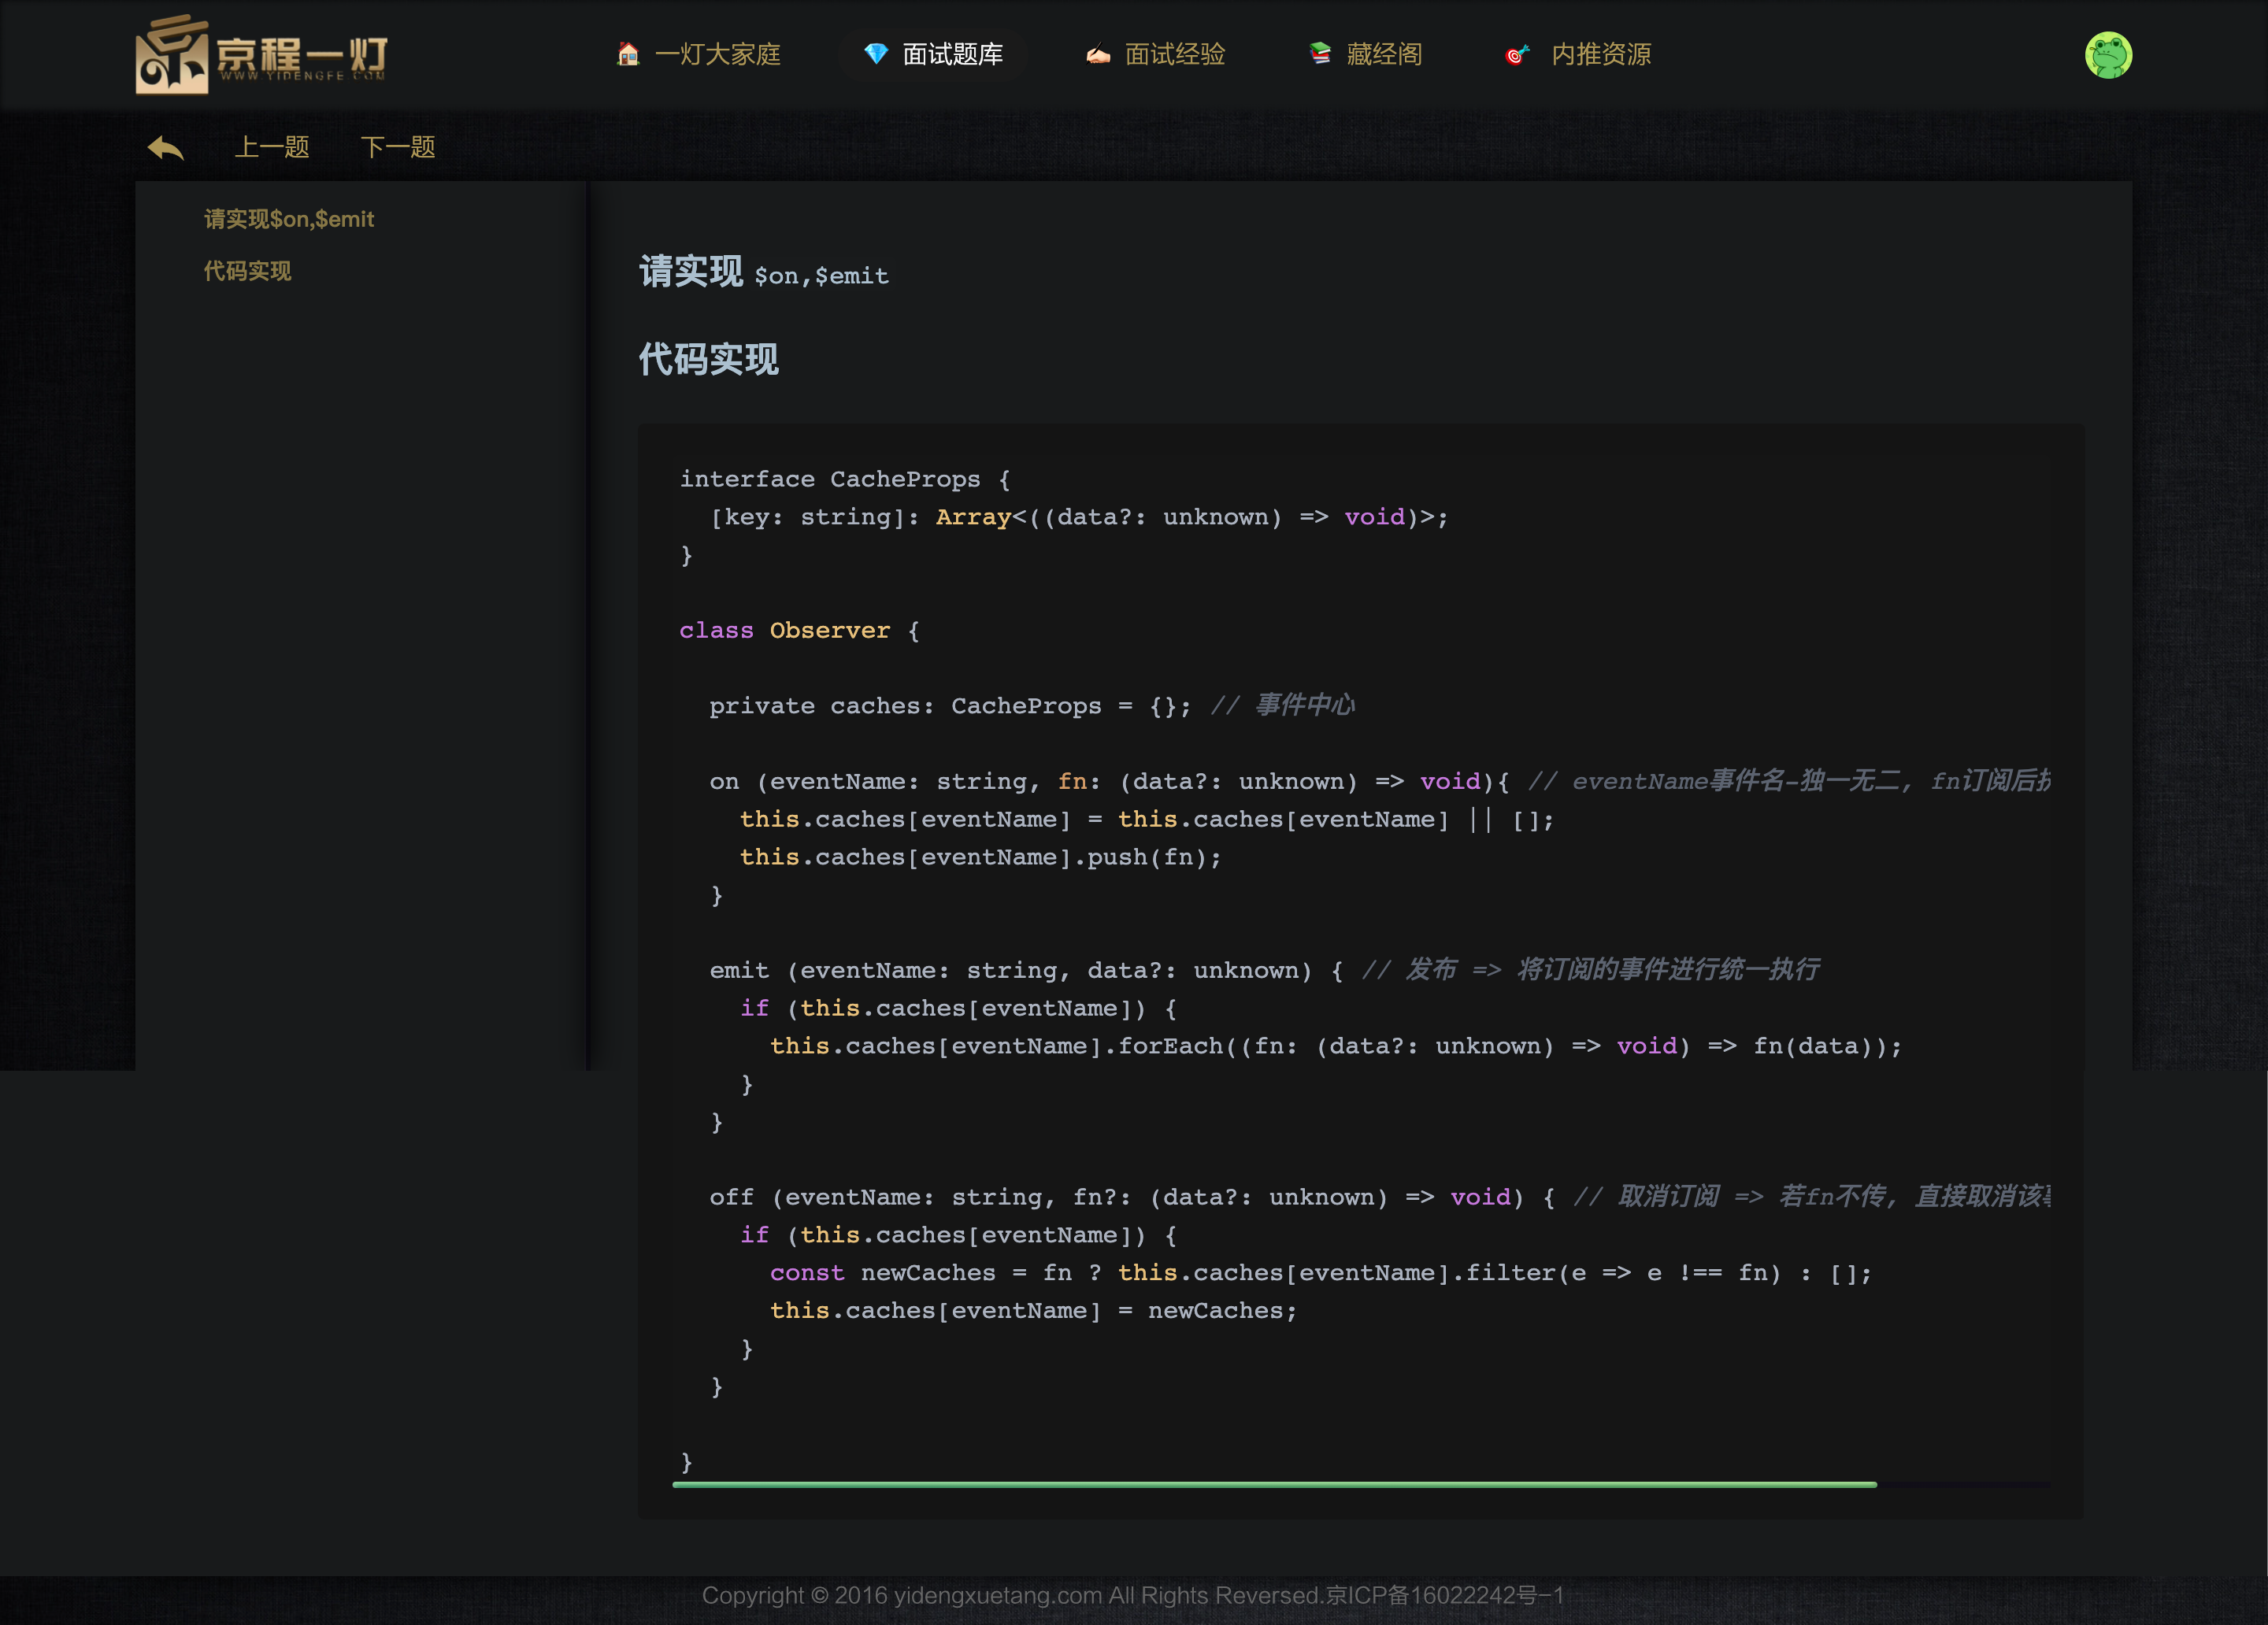 京程一灯
WWW.YIDENGFE.COM
一灯大家庭
面试题库
面试经验
藏经阁
内推资源
上一题
下一题
请实现$on,$emit
代码实现
请实现 $on,$emit
代码实现
interface CacheProps {
  [key: string]: Array<((data?: unknown) => void)>;
}
class Observer {
  private caches: CacheProps = {}; // 事件中心
  on (eventName: string, fn: (data?: unknown) => void){ // eventName事件名-独一无二, fn订阅后
    this.caches[eventName] = this.caches[eventName] || [];
    this.caches[eventName].push(fn);
  }
  emit (eventName: string, data?: unknown) { // 发布 => 将订阅的事件进行统一执行
    if (this.caches[eventName]) {
      this.caches[eventName].forEach((fn: (data?: unknown) => void) => fn(data));
    }
  }
  off (eventName: string, fn?: (data?: unknown) => void) { // 取消订阅 => 若fn不传, 直接取消该
    if (this.caches[eventName]) {
      const newCaches = fn ? this.caches[eventName].filter(e => e !== fn) : [];
      this.caches[eventName] = newCaches;
    }
  }
}
Copyright © 2016 yidengxuetang.com All Rights Reversed.京ICP备16022242号-1